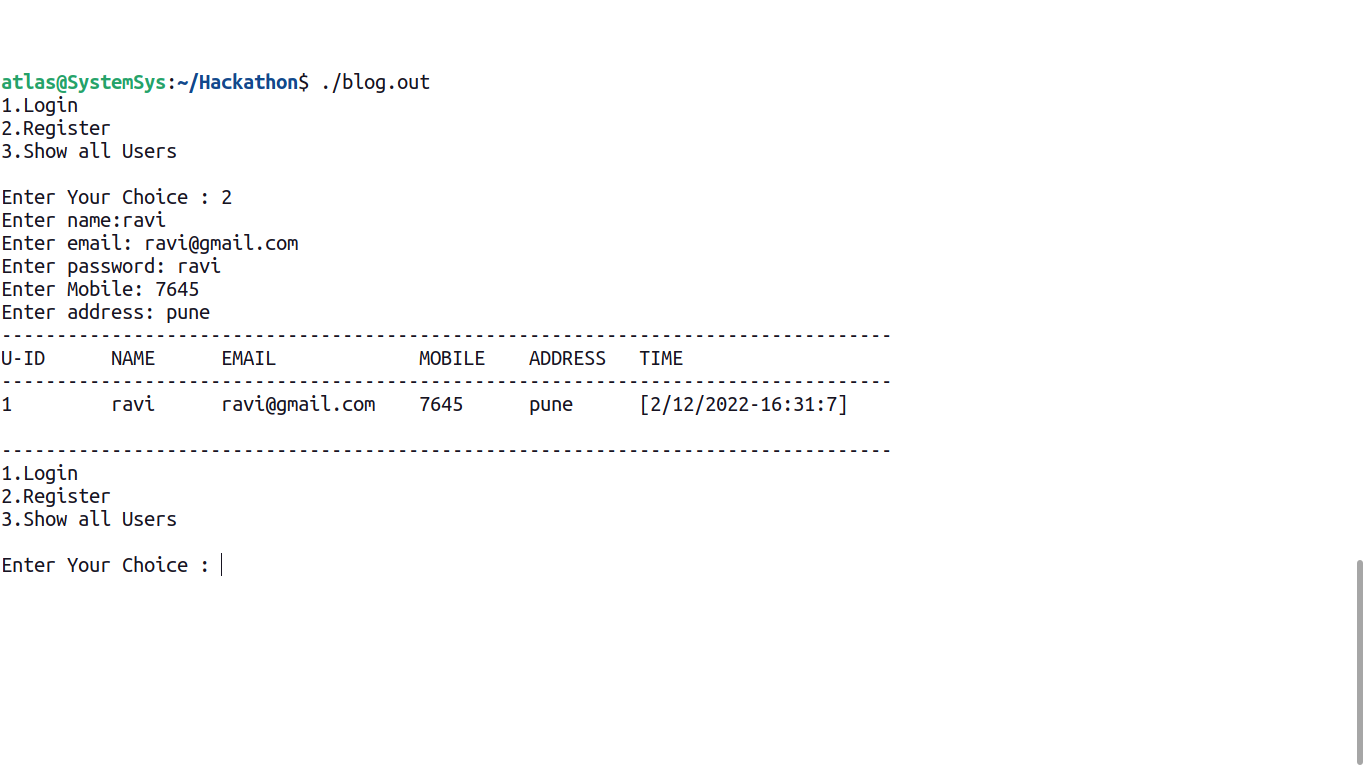 atlas@SystemSys:~/Hackathon$ ./blog.out
1.Login
2.Register
3.Show all Users

Enter Your Choice : 2
Enter name:ravi
Enter email: ravi@gmail.com
Enter password: ravi
Enter Mobile: 7645
Enter address: pune
---------------------------------------------------------------------------------
U-ID      NAME      EMAIL             MOBILE    ADDRESS   TIME
---------------------------------------------------------------------------------
1         ravi      ravi@gmail.com    7645      pune      [2/12/2022-16:31:7]

---------------------------------------------------------------------------------
1.Login
2.Register
3.Show all Users

Enter Your Choice :